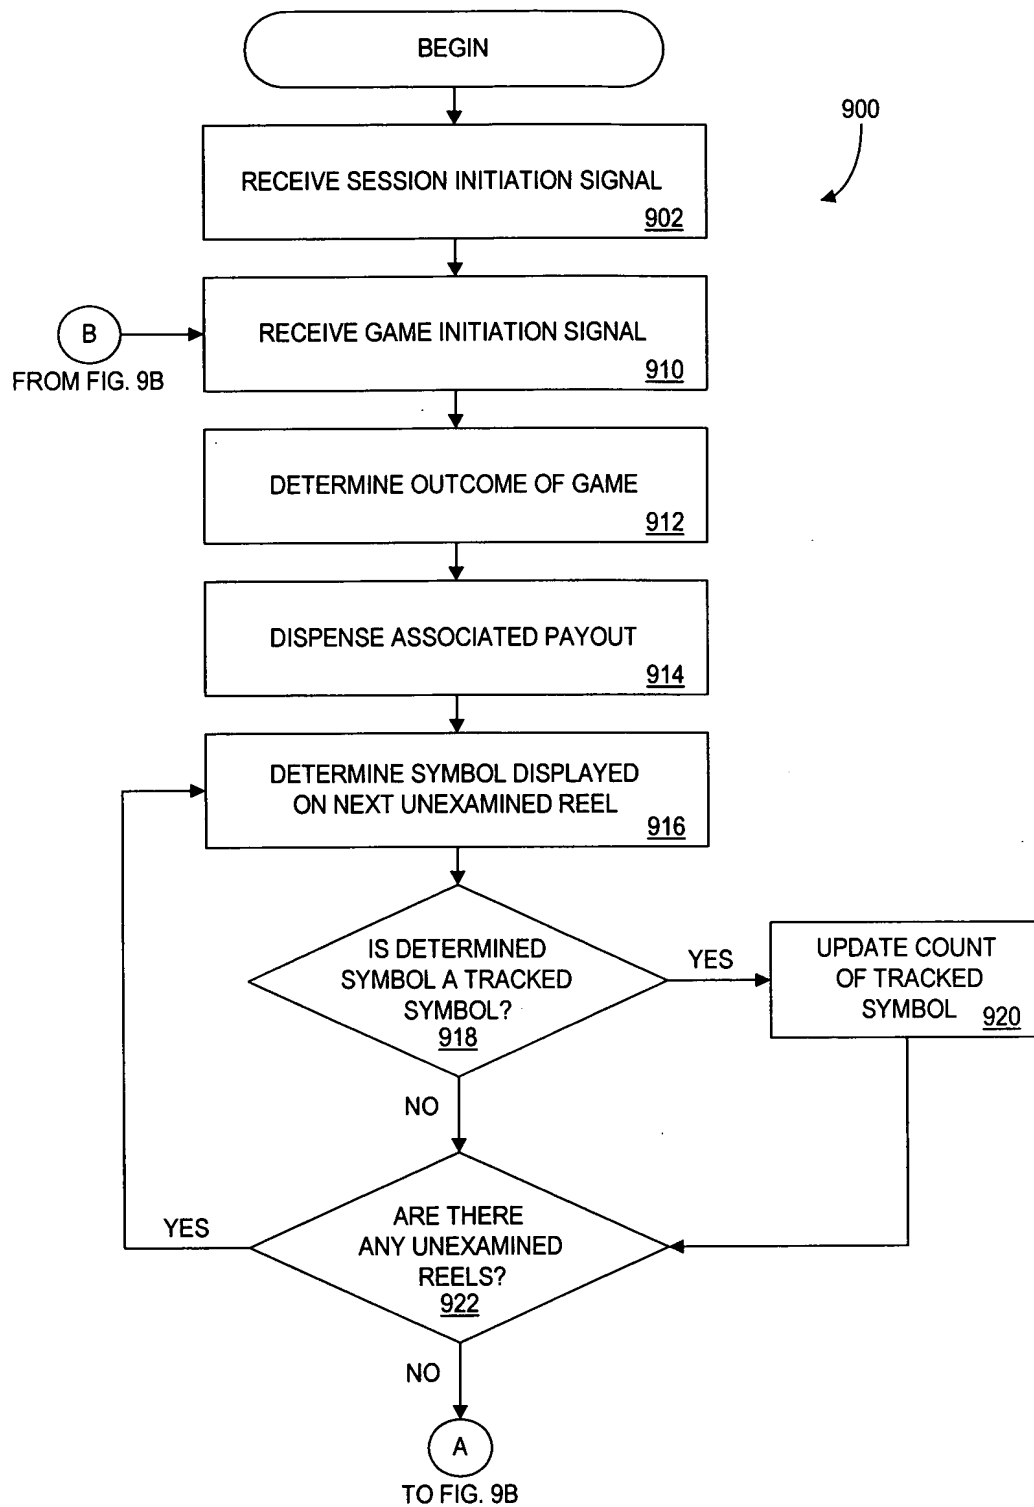 BEGIN
900
RECEIVE SESSION INITIATION SIGNAL
902
B
FROM FIG. 9B
RECEIVE GAME INITIATION SIGNAL
910
DETERMINE OUTCOME OF GAME
912
DISPENSE ASSOCIATED PAYOUT
914
DETERMINE SYMBOL DISPLAYED
ON NEXT UNEXAMINED REEL
916
IS DETERMINED
SYMBOL A TRACKED
SYMBOL?
918
YES
UPDATE COUNT
OF TRACKED
SYMBOL
920
NO
ARE THERE
ANY UNEXAMINED
REELS?
922
YES
NO
A
TO FIG. 9B